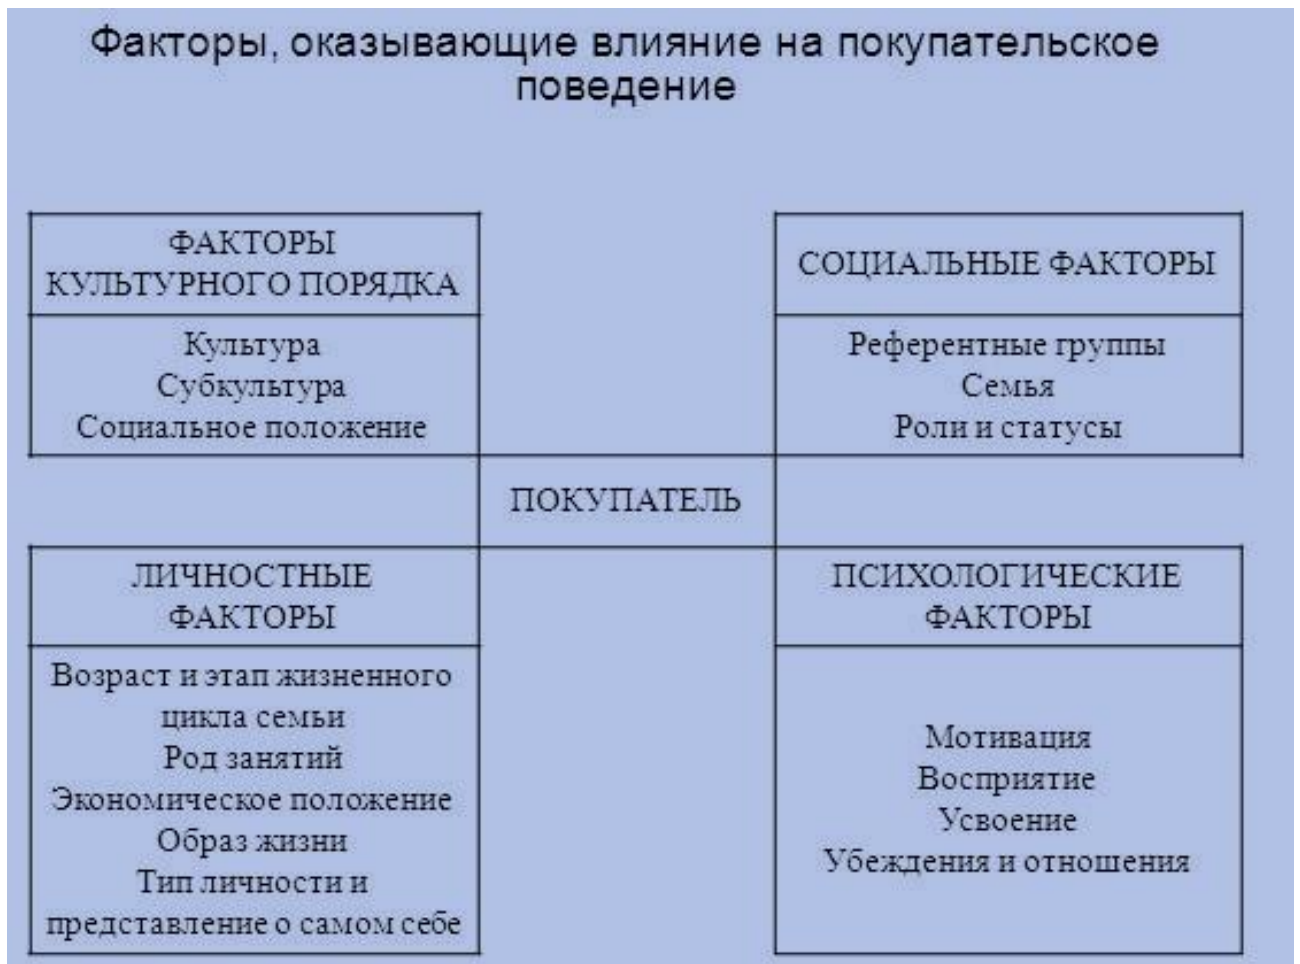 Факторы, оказывающие влияние на покупательское
поведение
ФАКТОРЫ
КУЛЬТУРНОГО ПОРЯДКА
Культура
Субкультура
Социальное положение
СОЦИАЛЬНЫЕ ФАКТОРЫ
Референтные группы
Семья
Роли и статусы
ПОКУПАТЕЛЬ
ЛИЧНОСТНЫЕ
ФАКТОРЫ
Возраст и этап жизненного
цикла семьи
Род занятий
Экономическое положение
Образ жизни
Тип личности и
представление о самом себе
ПСИХОЛОГИЧЕСКИЕ
ФАКТОРЫ
Мотивация
Восприятие
Усвоение
Убеждения и отношения